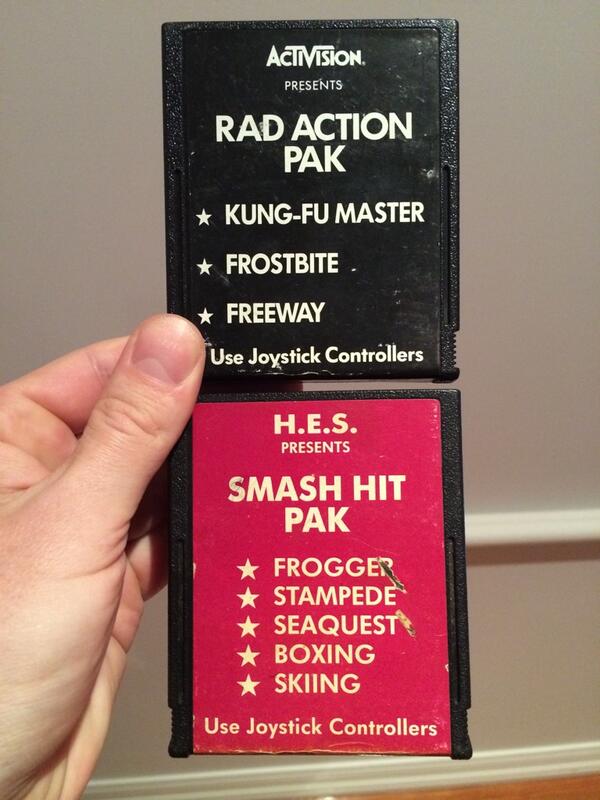 ACTIVISION.
PRESENTS
RAD ACTION
PAK
★ KUNG-FU MASTER
★ FROSTBITE
★ FREEWAY
Use Joystick Controllers
H.E.S.
PRESENTS
SMASH HIT
PAK
★ FROGGER
★ STAMPEDE
★ SEAQUEST
★ BOXING
★ SKIING
Use Joystick Controllers